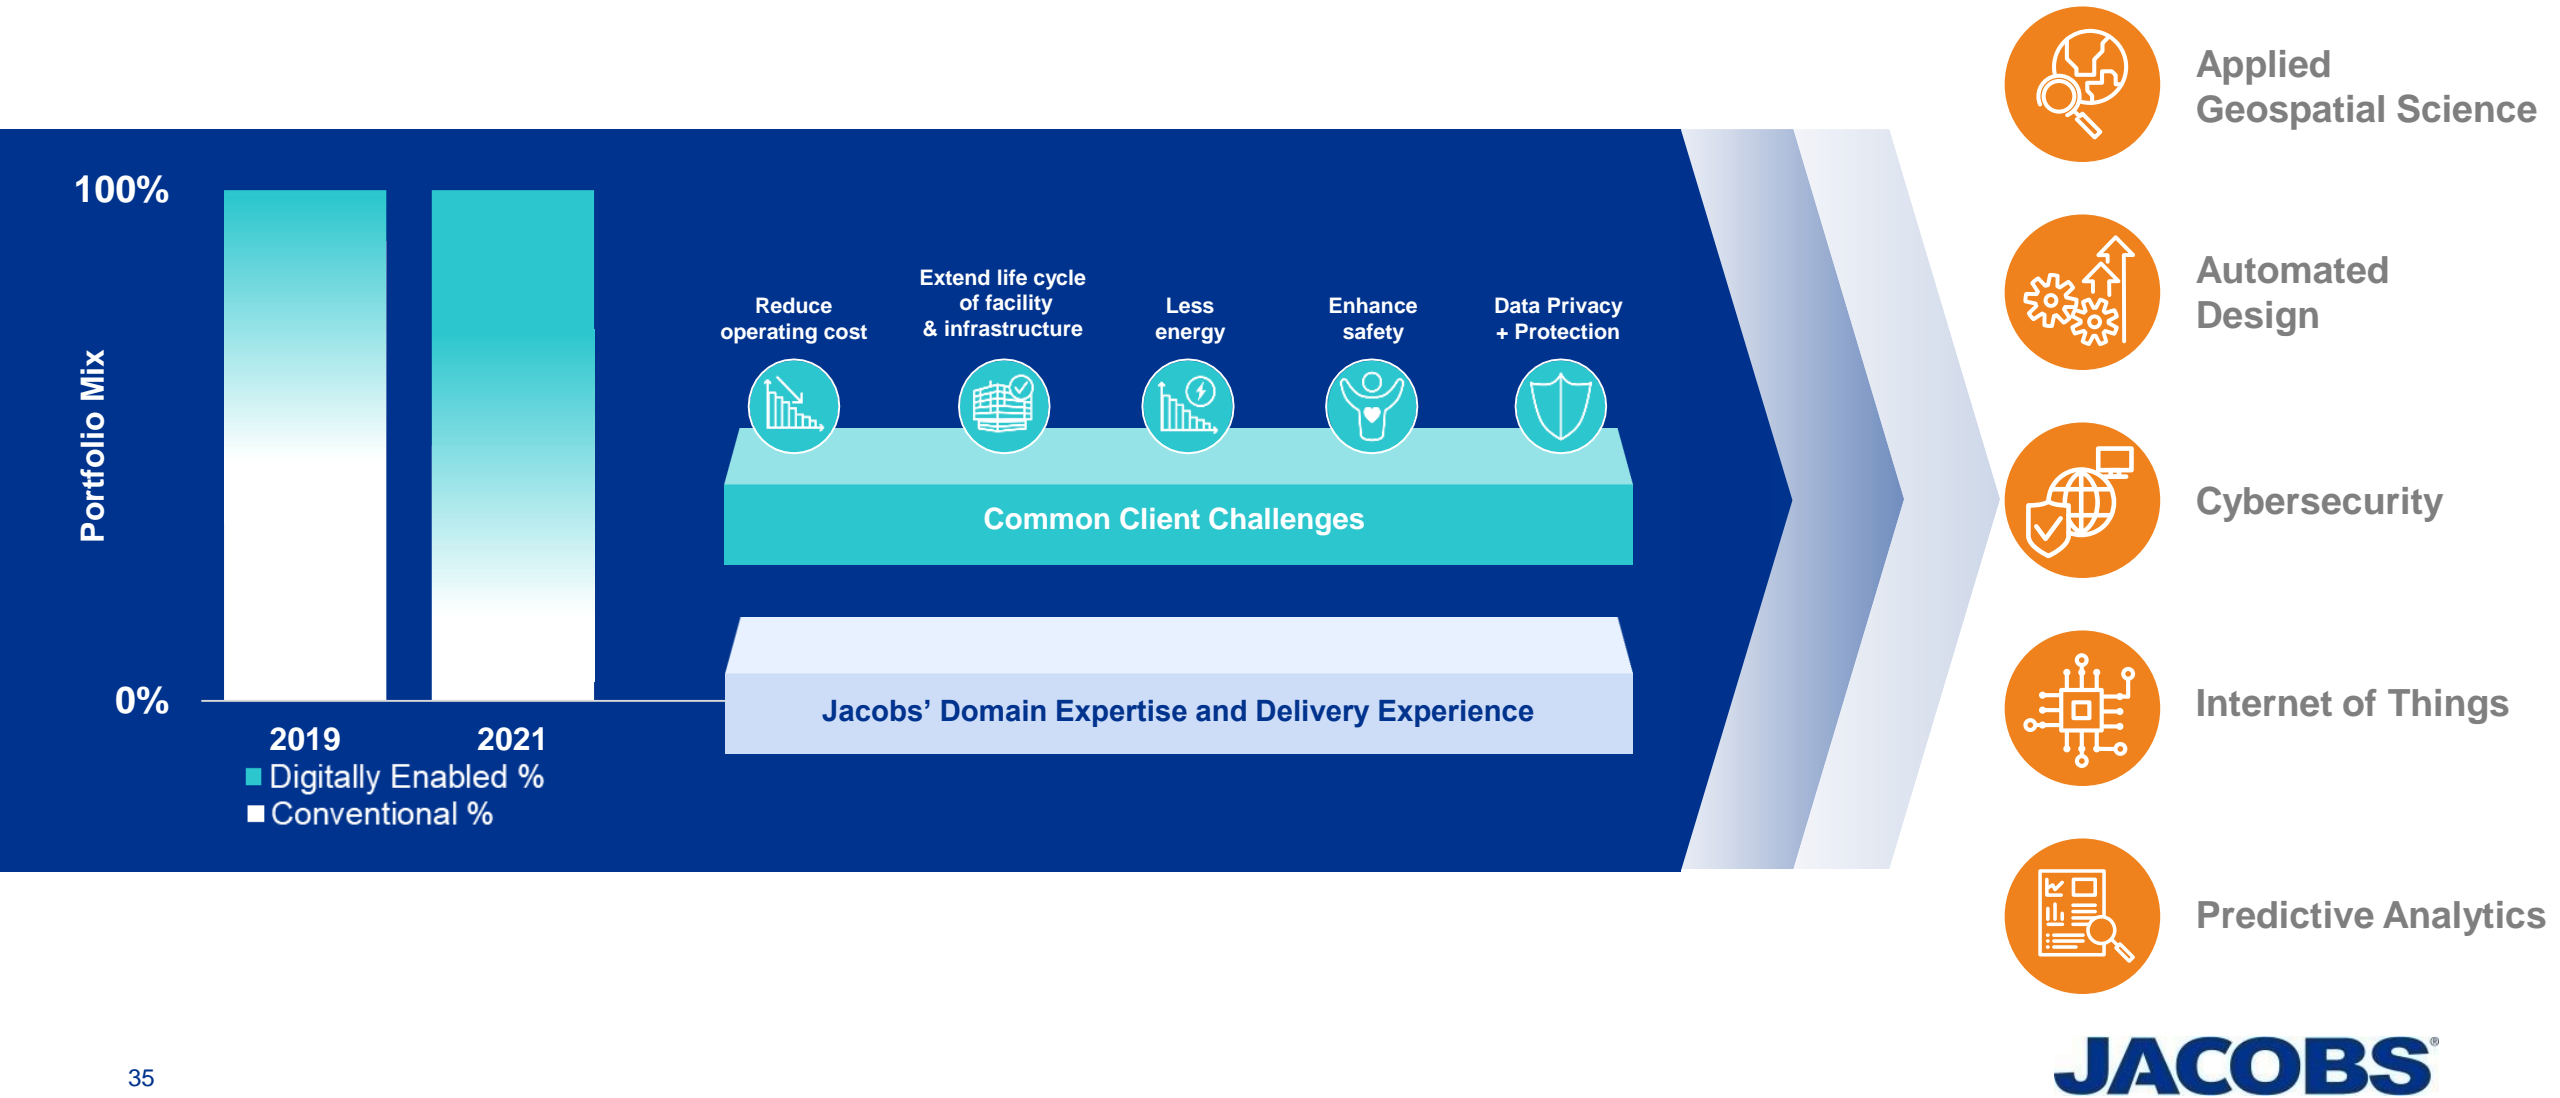 100%
Portfolio Mix
0%
2019
2021
Digitally Enabled %
Conventional %
Reduce
operating cost
Extend life cycle
of facility
& infrastructure
Less
energy
Enhance
safety
Data Privacy
+ Protection
Common Client Challenges
Jacobs’ Domain Expertise and Delivery Experience
Applied
Geospatial Science
Automated
Design
Cybersecurity
Internet of Things
Predictive Analytics
35
JACOBS®